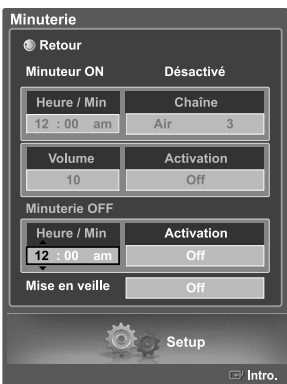 Minuterie
Retour
Minuteur ON Désactivé
Heure / Min Chaîne
12 : 00 am Air 3
Volume Activation
10 Off
Minuterie OFF
Heure / Min Activation
12 : 00 am Off
Mise en veille Off
Setup
Intro.